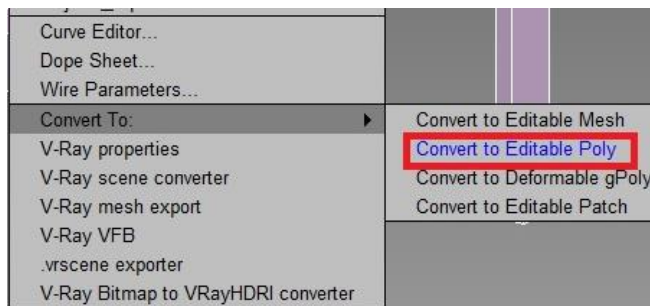 Curve Editor...
Dope Sheet...
Wire Parameters...
Convert To:
V-Ray properties
V-Ray scene converter
V-Ray mesh export
V-Ray VFB
.vrscene exporter
V-Ray Bitmap to VRayHDRI converter
Convert to Editable Mesh
Convert to Editable Poly
Convert to Deformable gPoly
Convert to Editable Patch